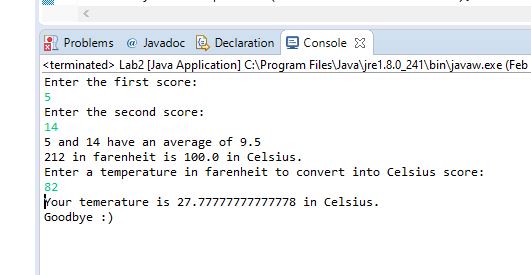 Problems @ Javadoc Declaration Console
<terminated> Lab2 [Java Application] C:\Program Files\Java\jre1.8.0_241\bin\javaw.exe (Feb
Enter the first score:
5
Enter the second score:
14
5 and 14 have an average of 9.5
212 in farenheit is 100.0 in Celsius.
Enter a temperature in farenheit to convert into Celsius score:
82
Your temerature is 27.77777777777778 in Celsius.
Goodbye :)